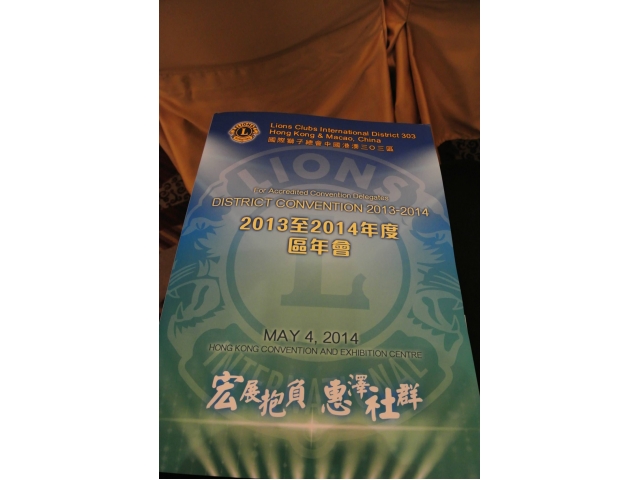 Lions Clubs International District 303
Hong Kong & Macao, China
國際獅子總會中國港澳三〇三區
LIONS
For Accredited Convention Delegates
DISTRICT CONVENTION 2013-2014
2013至2014年度
區年會
L
MAY 4, 2014
HONG KONG CONVENTION AND EXHIBITION CENTRE
INTERNATIONAL
宏展抱負 惠澤社群